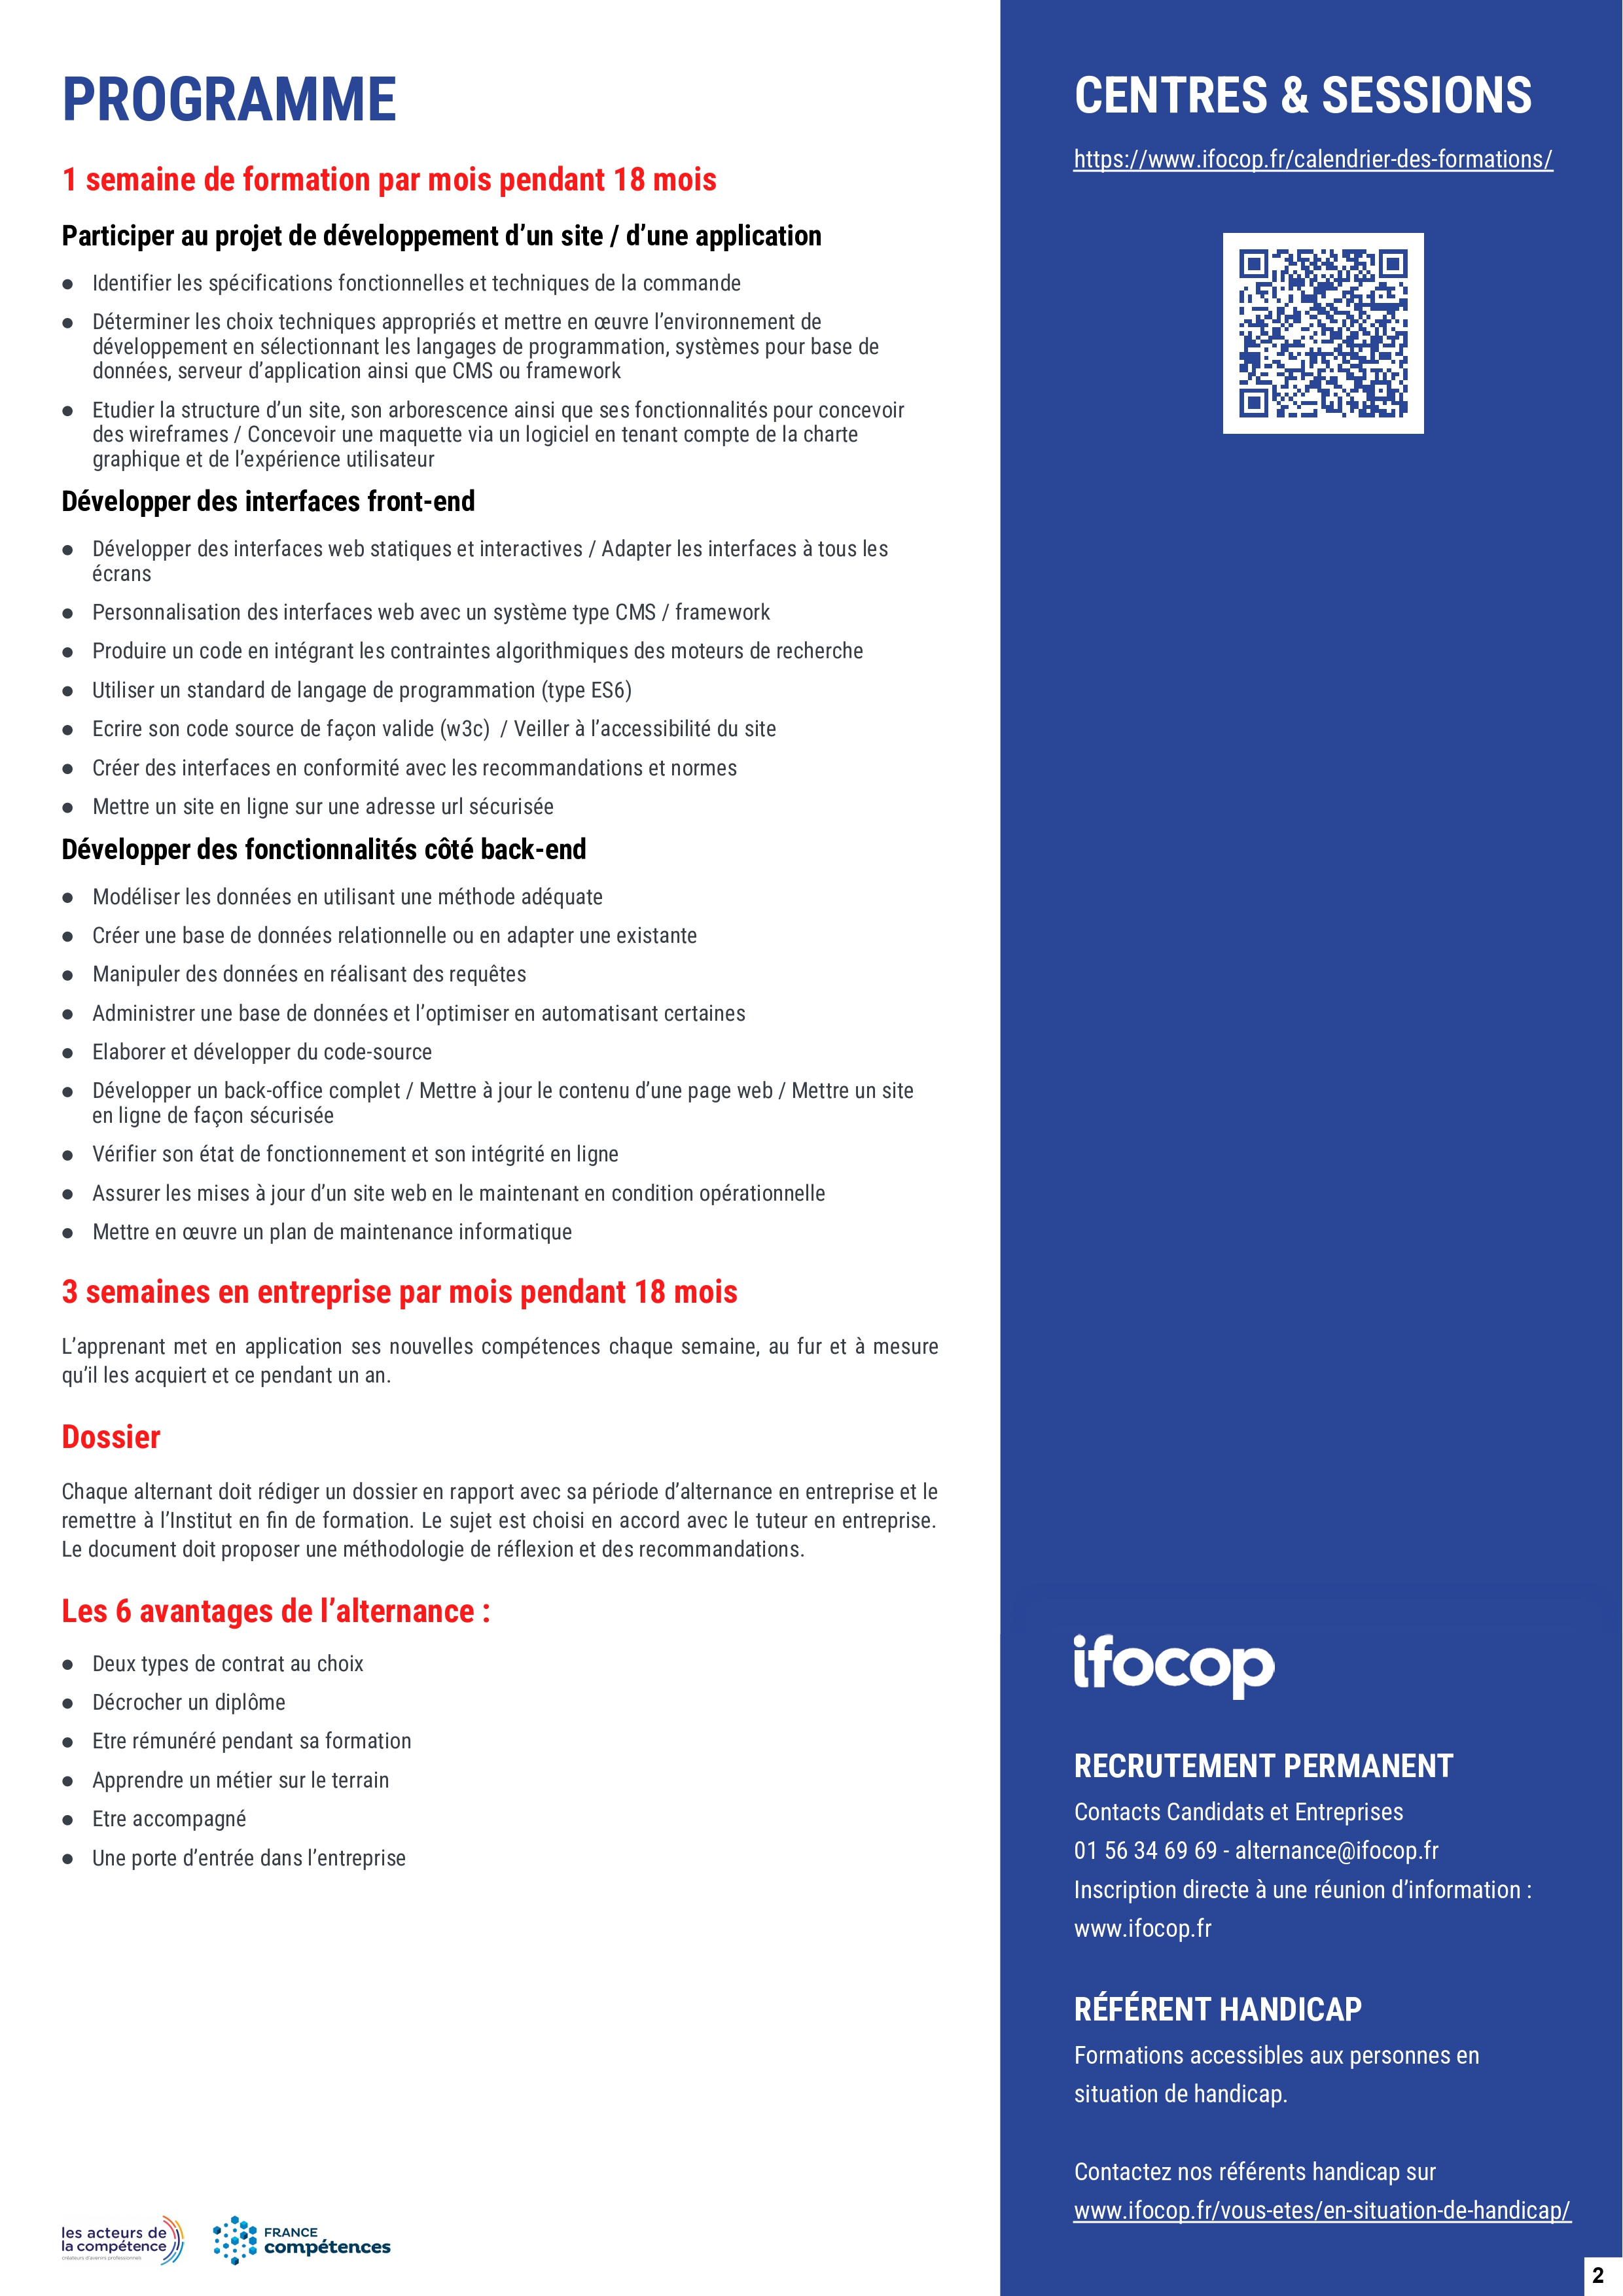 PROGRAMME
1 semaine de formation par mois pendant 18 mois
Participer au projet de développement d’un site / d’une application
● Identifier les spécifications fonctionnelles et techniques de la commande
● Déterminer les choix techniques appropriés et mettre en œuvre l’environnement de
développement en sélectionnant les langages de programmation, systèmes pour base de
données, serveur d’application ainsi que CMS ou framework
● Etudier la structure d’un site, son arborescence ainsi que ses fonctionnalités pour concevoir
des wireframes / Concevoir une maquette via un logiciel en tenant compte de la charte
graphique et de l’expérience utilisateur
Développer des interfaces front-end
● Développer des interfaces web statiques et interactives / Adapter les interfaces à tous les
écrans
● Personnalisation des interfaces web avec un système type CMS / framework
● Produire un code en intégrant les contraintes algorithmiques des moteurs de recherche
● Utiliser un standard de langage de programmation (type ES6)
● Ecrire son code source de façon valide (w3c) / Veiller à l’accessibilité du site
● Créer des interfaces en conformité avec les recommandations et normes
● Mettre un site en ligne sur une adresse url sécurisée
Développer des fonctionnalités côté back-end
● Modéliser les données en utilisant une méthode adéquate
● Créer une base de données relationnelle ou en adapter une existante
● Manipuler des données en réalisant des requêtes
● Administrer une base de données et l’optimiser en automatisant certaines
● Elaborer et développer du code-source
● Développer un back-office complet / Mettre à jour le contenu d’une page web / Mettre un site
en ligne de façon sécurisée
● Vérifier son état de fonctionnement et son intégrité en ligne
● Assurer les mises à jour d’un site web en le maintenant en condition opérationnelle
● Mettre en œuvre un plan de maintenance informatique
3 semaines en entreprise par mois pendant 18 mois
L’apprenant met en application ses nouvelles compétences chaque semaine, au fur et à mesure
qu’il les acquiert et ce pendant un an.
Dossier
Chaque alternant doit rédiger un dossier en rapport avec sa période d’alternance en entreprise et le
remettre à l’Institut en fin de formation. Le sujet est choisi en accord avec le tuteur en entreprise.
Le document doit proposer une méthodologie de réflexion et des recommandations.
Les 6 avantages de l’alternance :
● Deux types de contrat au choix
● Décrocher un diplôme
● Etre rémunéré pendant sa formation
● Apprendre un métier sur le terrain
● Etre accompagné
● Une porte d’entrée dans l’entreprise
les acteurs de
la compétence
créateurs d'avenirs professionnels
FRANCE
compétences
CENTRES & SESSIONS
https://www.ifocop.fr/calendrier-des-formations/
ifocop
RECRUTEMENT PERMANENT
Contacts Candidats et Entreprises
01 56 34 69 69 - alternance@ifocop.fr
Inscription directe à une réunion d’information :
www.ifocop.fr
RÉFÉRENT HANDICAP
Formations accessibles aux personnes en
situation de handicap.
Contactez nos référents handicap sur
www.ifocop.fr/vous-etes/en-situation-de-handicap/
2